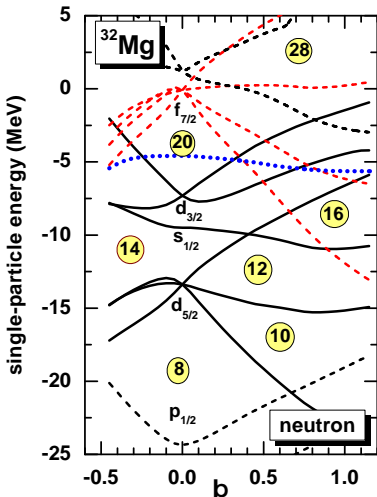 ³²Mg
28
5
0
f₇/₂
20
-5
d₃/₂
16
s₁/₂
14
12
-10
-15
d₅/₂
10
8
-20
p₁/₂
neutron
-25
-0.5 0.0 0.5 1.0
b
single-particle energy (MeV)